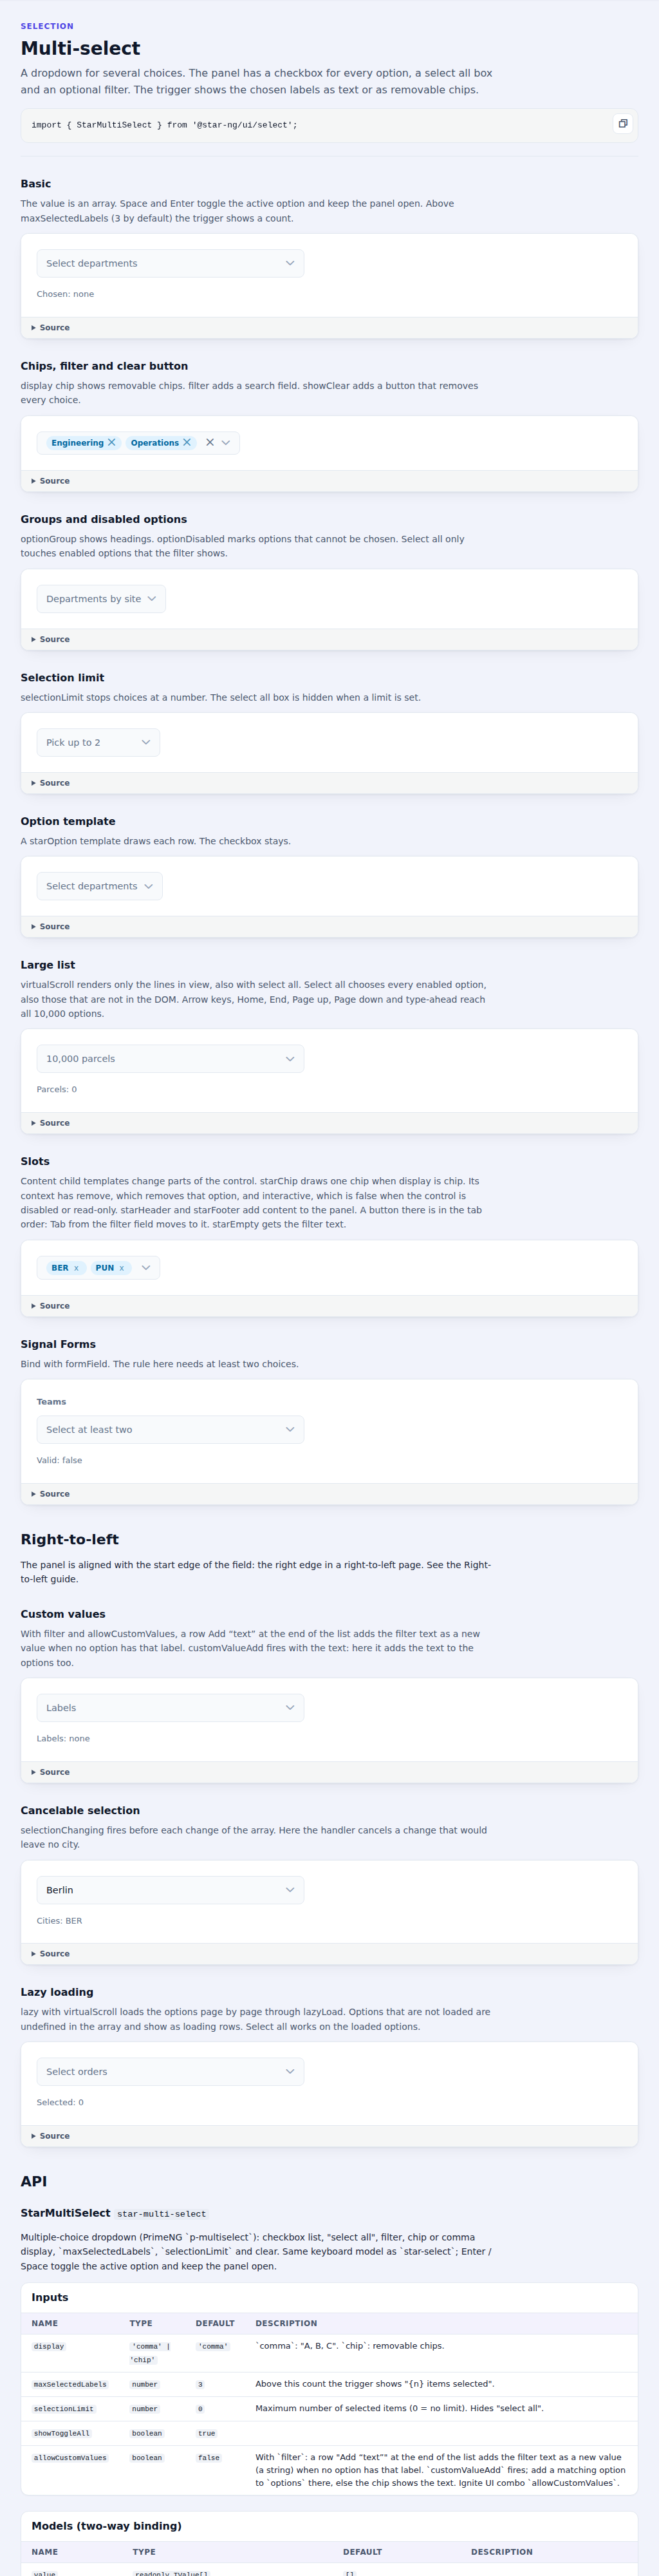 SELECTION
Multi-select
A dropdown for several choices. The panel has a checkbox for every option, a select all box
and an optional filter. The trigger shows the chosen labels as text or as removable chips.
import { StarMultiSelect } from '@star-ng/ui/select';
Basic
The value is an array. Space and Enter toggle the active option and keep the panel open. Above
maxSelectedLabels (3 by default) the trigger shows a count.
Select departments
Chosen: none
Source
Chips, filter and clear button
display chip shows removable chips. filter adds a search field. showClear adds a button that removes
every choice.
Engineering Operations
Source
Groups and disabled options
optionGroup shows headings. optionDisabled marks options that cannot be chosen. Select all only
touches enabled options that the filter shows.
Departments by site
Source
Selection limit
selectionLimit stops choices at a number. The select all box is hidden when a limit is set.
Pick up to 2
Source
Option template
A starOption template draws each row. The checkbox stays.
Select departments
Source
Large list
virtualScroll renders only the lines in view, also with select all. Select all chooses every enabled option,
also those that are not in the DOM. Arrow keys, Home, End, Page up, Page down and type-ahead reach
all 10,000 options.
10,000 parcels
Parcels: 0
Source
Slots
Content child templates change parts of the control. starChip draws one chip when display is chip. Its
context has remove, which removes that option, and interactive, which is false when the control is
disabled or read-only. starHeader and starFooter add content to the panel. A button there is in the tab
order: Tab from the filter field moves to it. starEmpty gets the filter text.
BER x PUN x
Source
Signal Forms
Bind with formField. The rule here needs at least two choices.
Teams
Select at least two
Valid: false
Source
Right-to-left
The panel is aligned with the start edge of the field: the right edge in a right-to-left page. See the Right-
to-left guide.
Custom values
With filter and allowCustomValues, a row Add “text” at the end of the list adds the filter text as a new
value when no option has that label. customValueAdd fires with the text: here it adds the text to the
options too.
Labels
Labels: none
Source
Cancelable selection
selectionChanging fires before each change of the array. Here the handler cancels a change that would
leave no city.
Berlin
Cities: BER
Source
Lazy loading
lazy with virtualScroll loads the options page by page through lazyLoad. Options that are not loaded are
undefined in the array and show as loading rows. Select all works on the loaded options.
Select orders
Selected: 0
Source
API
StarMultiSelect star-multi-select
Multiple-choice dropdown (PrimeNG `p-multiselect`): checkbox list, "select all", filter, chip or comma
display, `maxSelectedLabels`, `selectionLimit` and clear. Same keyboard model as `star-select`; Enter /
Space toggle the active option and keep the panel open.
Inputs
NAME TYPE DEFAULT DESCRIPTION
display 'comma' | 'comma' `comma`: "A, B, C". `chip`: removable chips.
'chip'
maxSelectedLabels number 3 Above this count the trigger shows "{n} items selected".
selectionLimit number 0 Maximum number of selected items (0 = no limit). Hides "select all".
showToggleAll boolean true
allowCustomValues boolean false With `filter`: a row "Add “text”" at the end of the list adds the filter text as a new value
(a string) when no option has that label. `customValueAdd` fires; add a matching option
to `options` there, else the chip shows the text. Ignite UI combo `allowCustomValues`.
Models (two-way binding)
NAME TYPE DEFAULT DESCRIPTION
value readonly TValue[] []